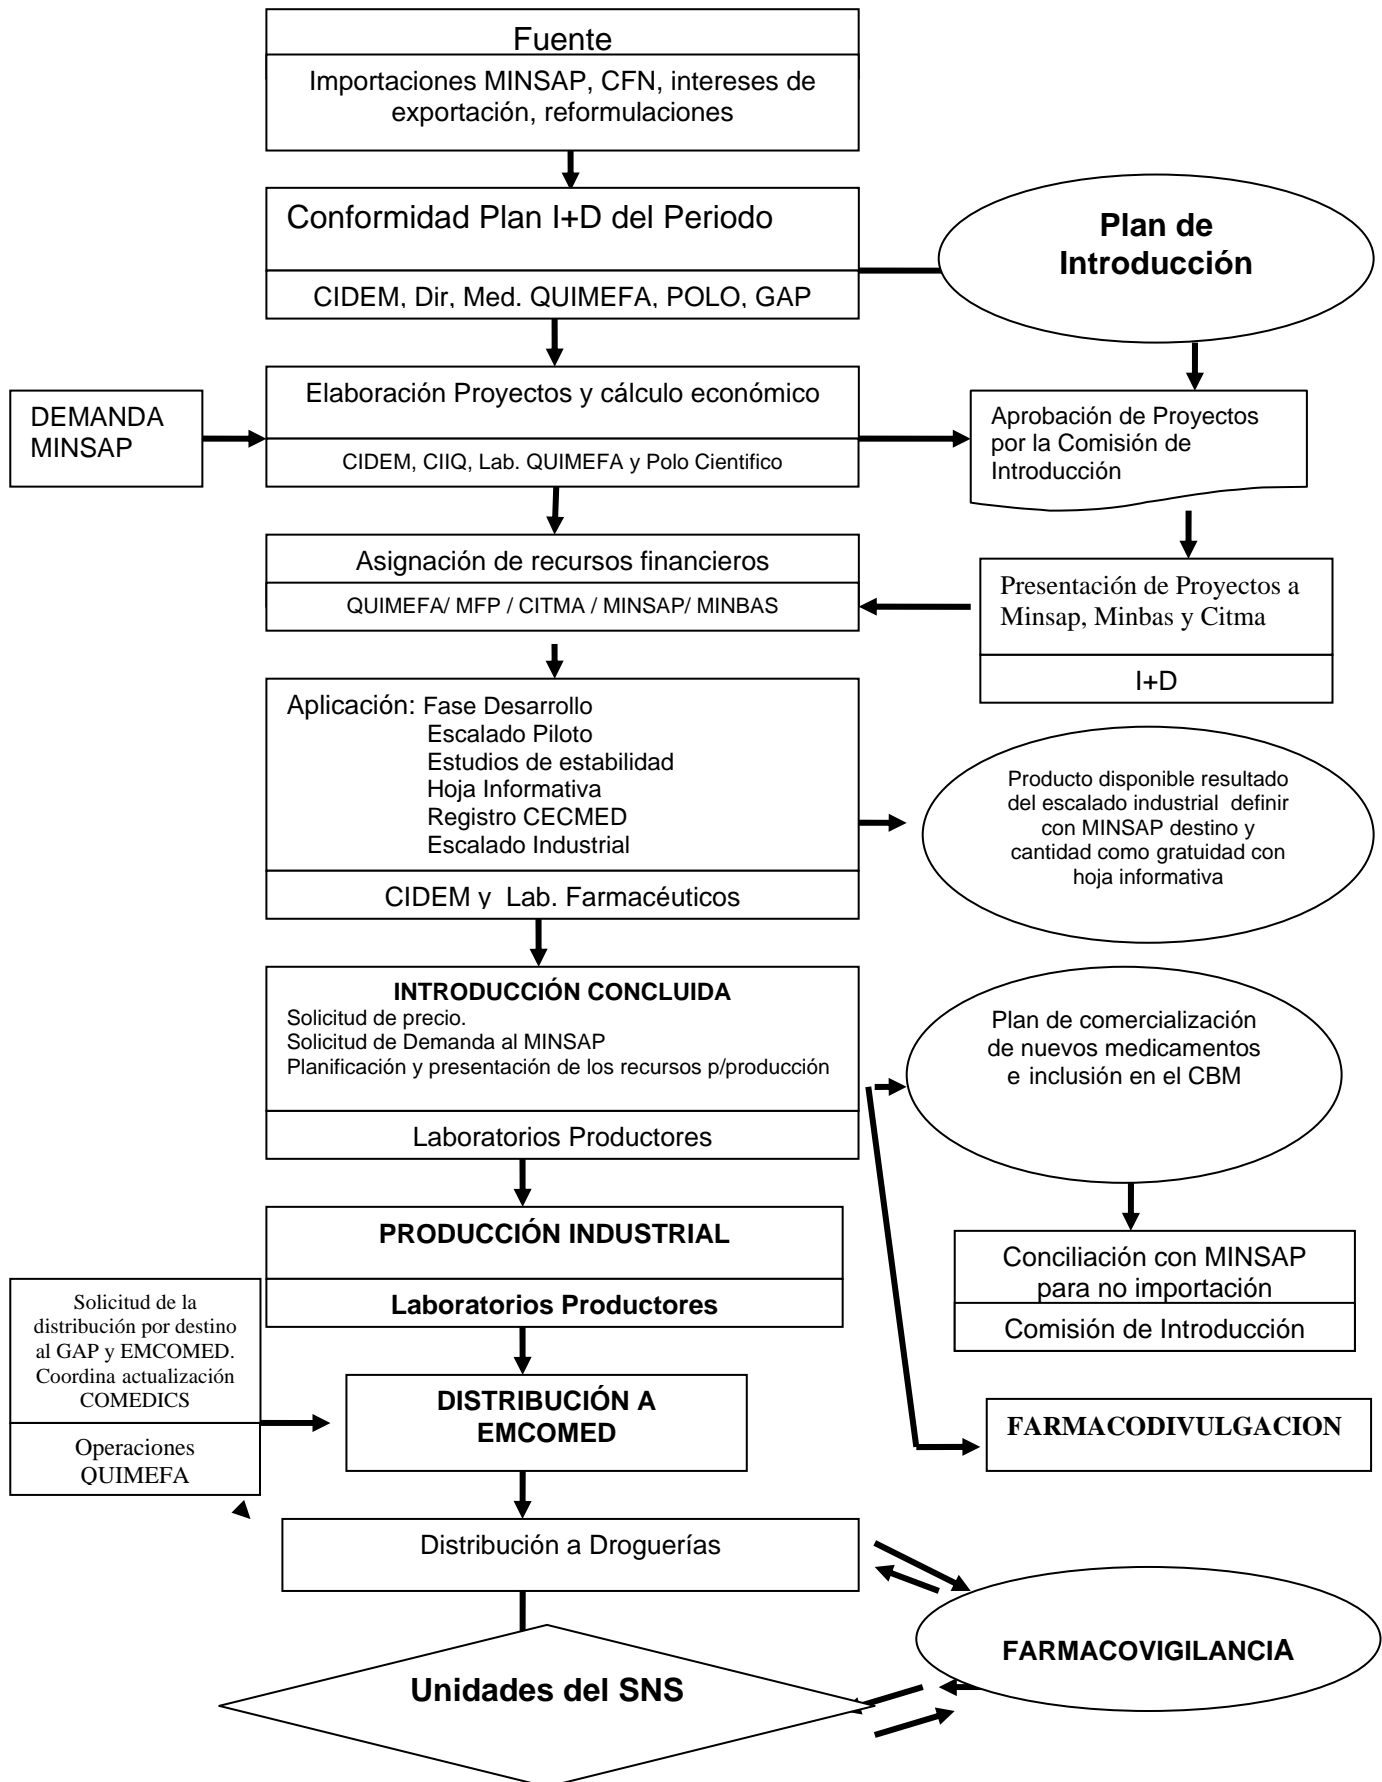 Fuente
Importaciones MINSAP, CFN, intereses de
exportación, reformulaciones
Conformidad Plan I+D del Periodo
CIDEM, Dir, Med. QUIMEFA, POLO, GAP
Plan de
Introducción
DEMANDA
MINSAP
Elaboración Proyectos y cálculo económico
CIDEM, CIIQ, Lab. QUIMEFA y Polo Cientifico
Aprobación de Proyectos
por la Comisión de
Introducción
Asignación de recursos financieros
QUIMEFA/ MFP / CITMA / MINSAP/ MINBAS
Presentación de Proyectos a
Minsap, Minbas y Citma
I+D
Aplicación: Fase Desarrollo
Escalado Piloto
Estudios de estabilidad
Hoja Informativa
Registro CECMED
Escalado Industrial
CIDEM y Lab. Farmacéuticos
Producto disponible resultado
del escalado industrial definir
con MINSAP destino y
cantidad como gratuidad con
hoja informativa
INTRODUCCIÓN CONCLUIDA
Solicitud de precio.
Solicitud de Demanda al MINSAP
Planificación y presentación de los recursos p/producción
Laboratorios Productores
Plan de comercialización
de nuevos medicamentos
e inclusión en el CBM
PRODUCCIÓN INDUSTRIAL
Laboratorios Productores
Conciliación con MINSAP
para no importación
Comisión de Introducción
Solicitud de la
distribución por destino
al GAP y EMCOMED.
Coordina actualización
COMEDICS
Operaciones
QUIMEFA
DISTRIBUCIÓN A
EMCOMED
FARMACODIVULGACION
Distribución a Droguerías
FARMACOVIGILANCIA
Unidades del SNS